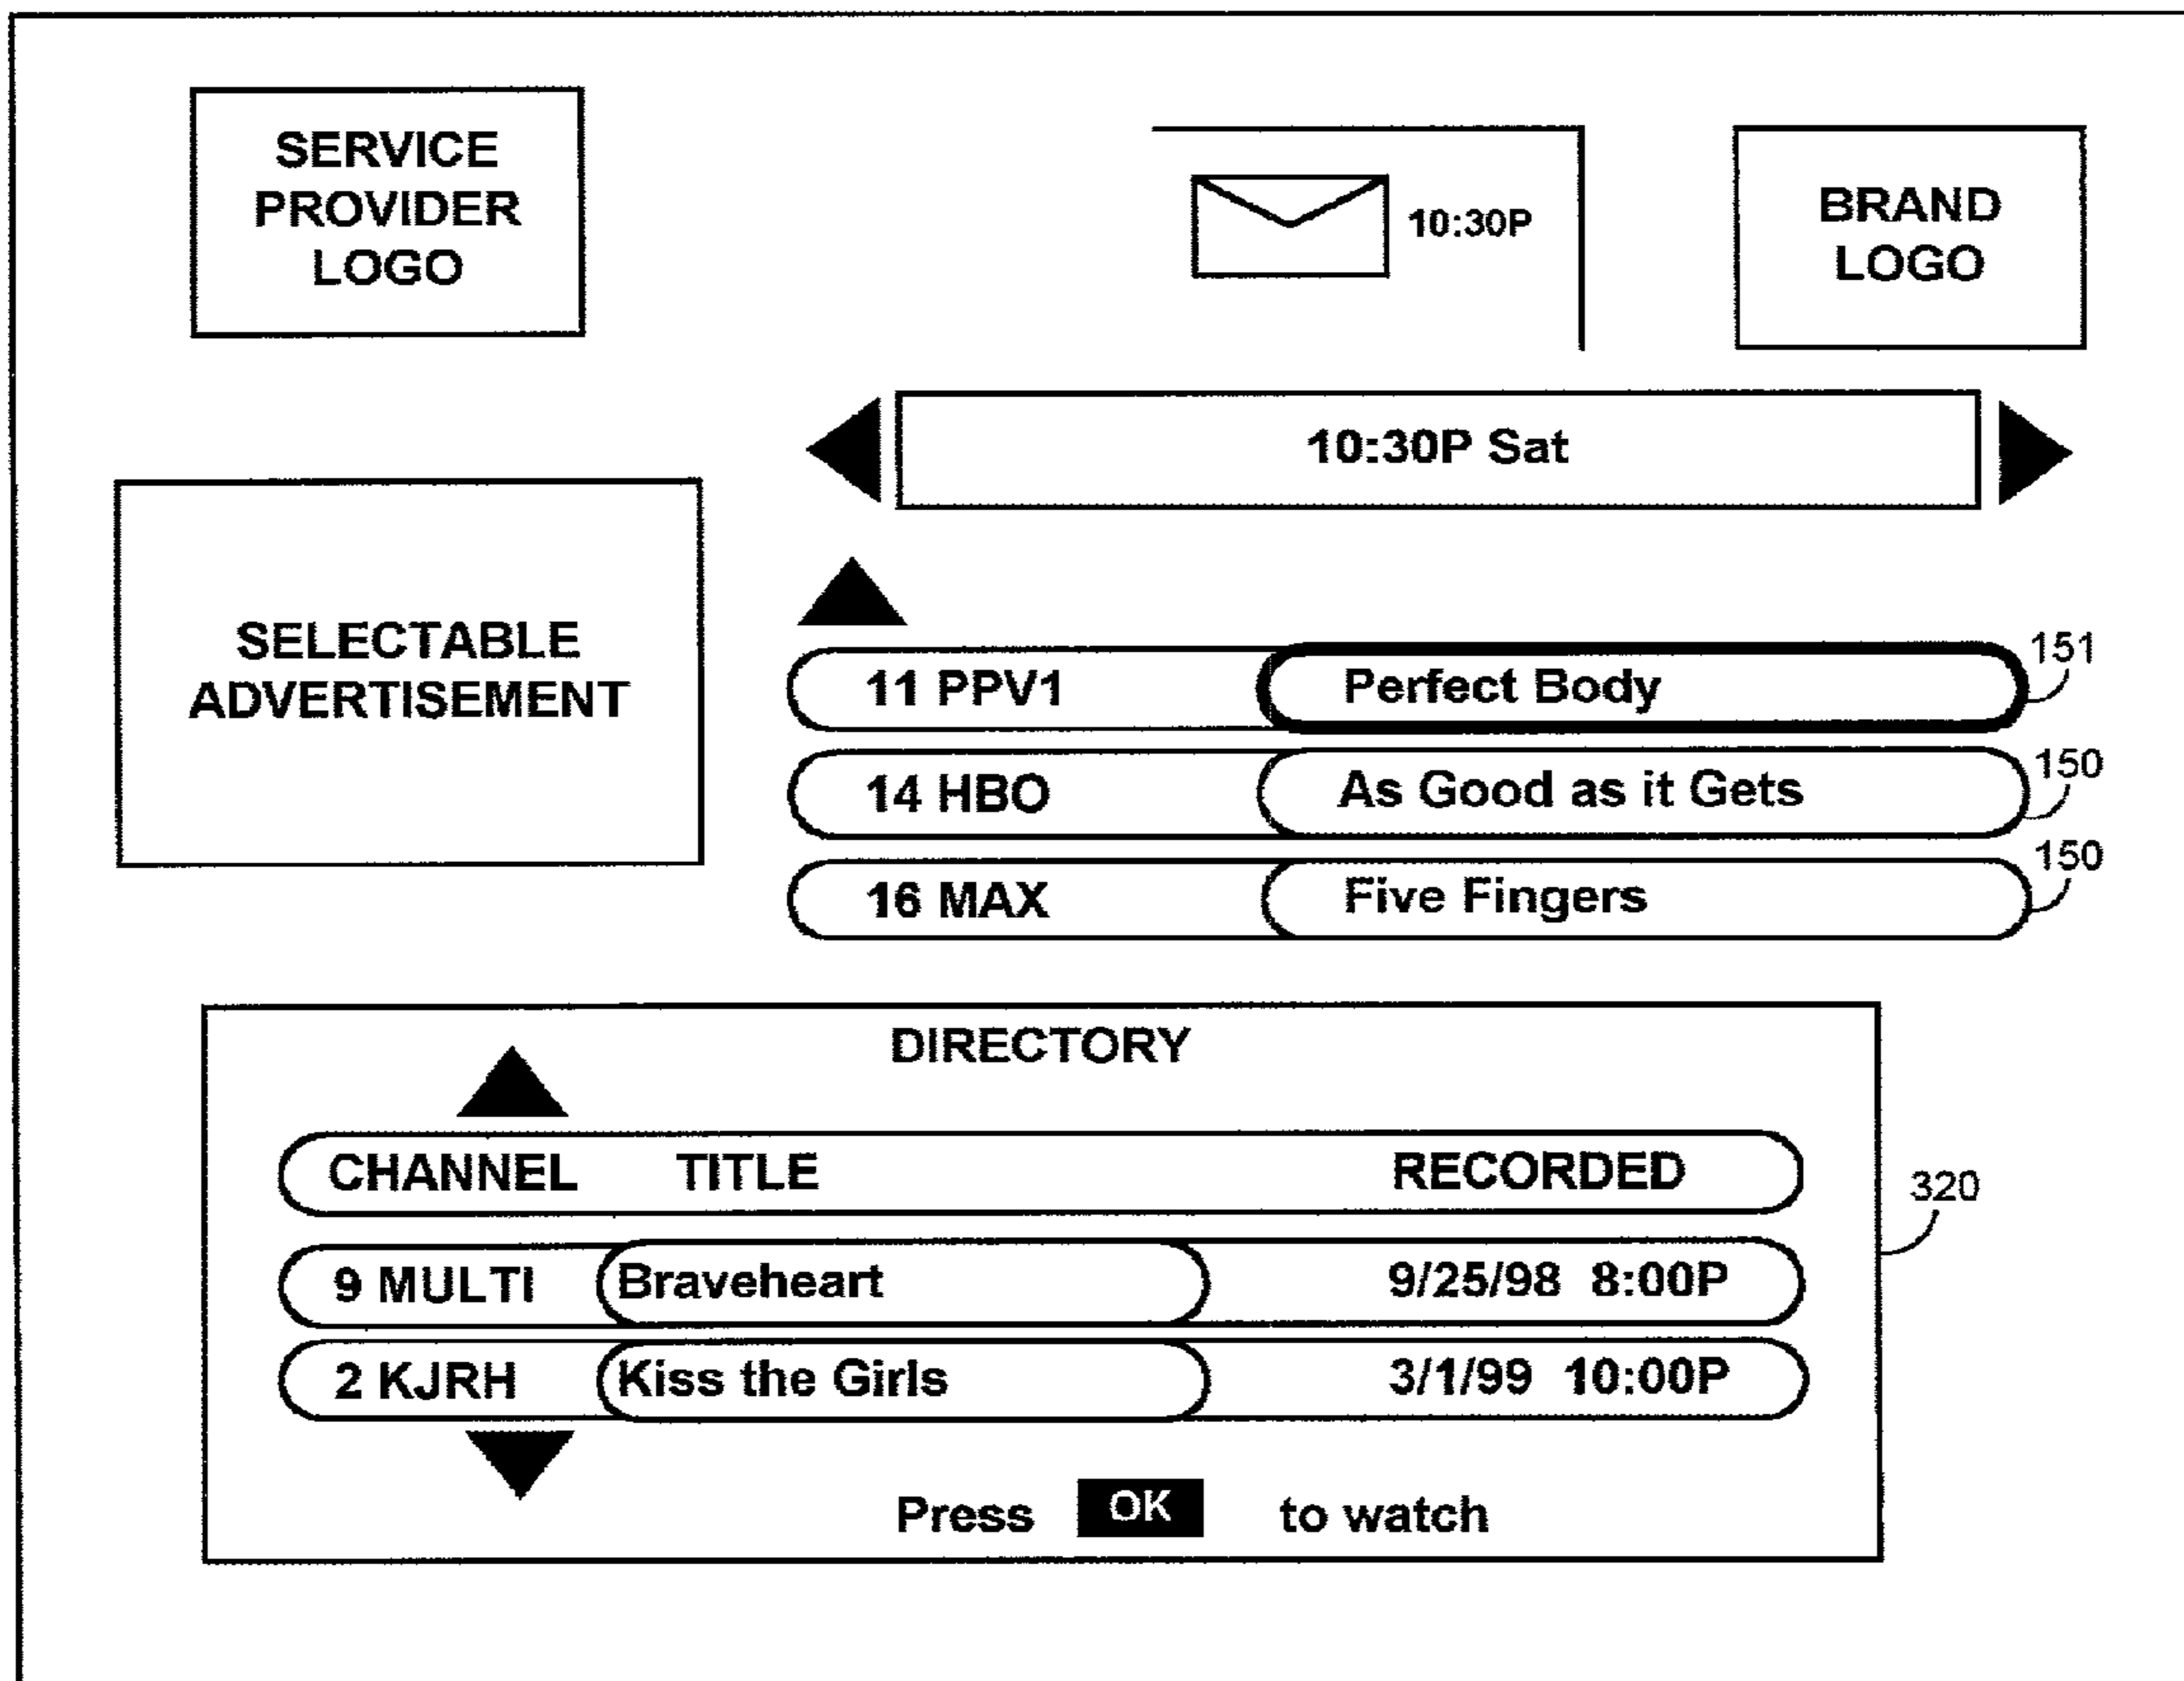 SERVICE
PROVIDER
LOGO
10:30P
BRAND
LOGO
10:30P Sat
SELECTABLE
ADVERTISEMENT
11 PPV1 Perfect Body 151
14 HBO As Good as it Gets 150
16 MAX Five Fingers 150
DIRECTORY
CHANNEL TITLE RECORDED
320
9 MULTI Braveheart 9/25/98 8:00P
2 KJRH Kiss the Girls 3/1/99 10:00P
Press OK to watch